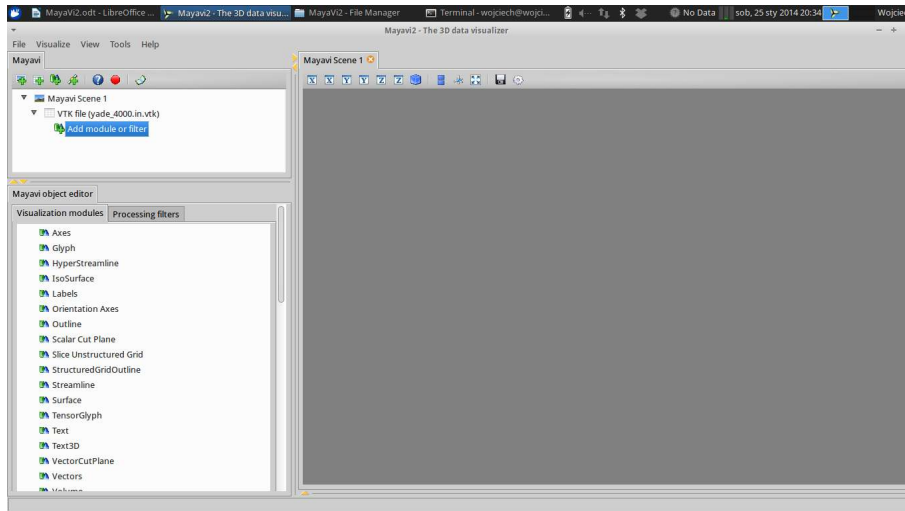 MayaVi2.odt - LibreOffice ...
Mayavi2 - The 3D data visu...
MayaVi2 - File Manager
Terminal - wojciech@wojci...
No Data
sob, 25 sty 2014 20:34
Wojcie
Mayavi2 - The 3D data visualizer
File Visualize View Tools Help
Mayavi
Mayavi Scene 1
X X Y Y Z Z
Mayavi Scene 1
VTK file (yade_4000.in.vtk)
Add module or filter
Mayavi object editor
Visualization modules
Processing filters
Axes
Glyph
HyperStreamline
IsoSurface
Labels
Orientation Axes
Outline
Scalar Cut Plane
Slice Unstructured Grid
StructuredGridOutline
Streamline
Surface
TensorGlyph
Text
Text3D
VectorCutPlane
Vectors
Volume